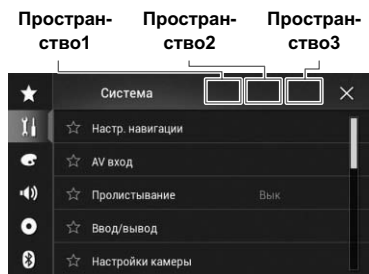 Простран- Простран- Простран-
ство1 ство2 ство3
Система
Настр. навигации
AV вход
Пролистывание Вык
Ввод/вывод
Настройки камеры